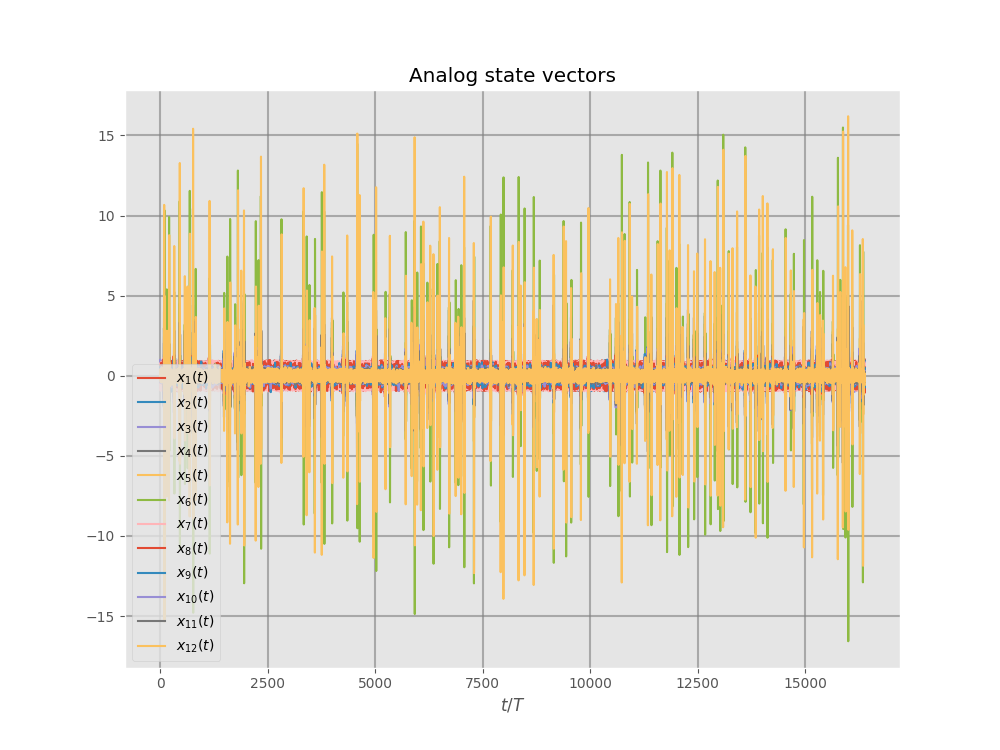 Analog state vectors
15
10
5
0
−5
−10
−15
x₁(t)
x₂(t)
x₃(t)
x₄(t)
x₅(t)
x₆(t)
x₇(t)
x₈(t)
x₉(t)
x₁₀(t)
x₁₁(t)
x₁₂(t)
0 2500 5000 7500 10000 12500 15000
t/T